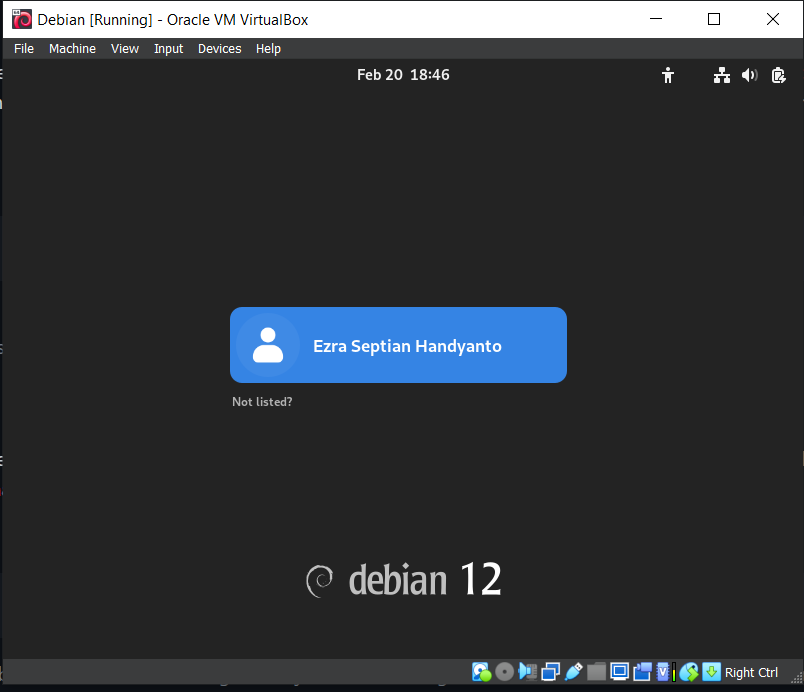 Debian [Running] - Oracle VM VirtualBox
File Machine View Input Devices Help
Feb 20 18:46
Ezra Septian Handyanto
Not listed?
debian 12
Right Ctrl